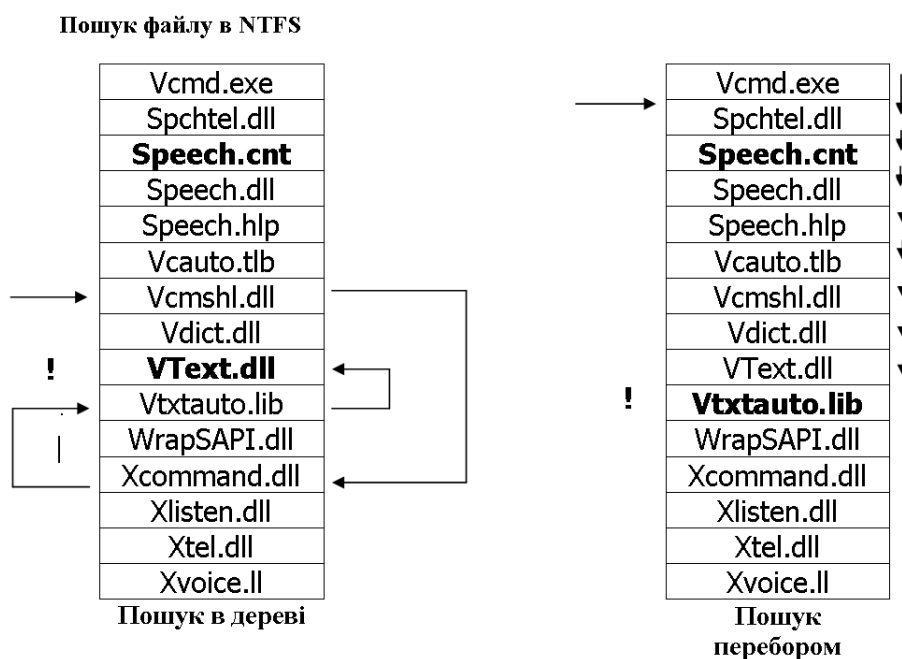 Пошук файлу в NTFS
Vcmd.exe
Spchtel.dll
Speech.cnt
Speech.dll
Speech.hlp
Vcauto.tlb
Vcmshl.dll
Vdict.dll
! VText.dll
Vtxtauto.lib
WrapSAPI.dll
Xcommand.dll
Xlisten.dll
Xtel.dll
Xvoice.ll
Пошук в дереві
Vcmd.exe
Spchtel.dll
Speech.cnt
Speech.dll
Speech.hlp
Vcauto.tlb
Vcmshl.dll
Vdict.dll
VText.dll
! Vtxtauto.lib
WrapSAPI.dll
Xcommand.dll
Xlisten.dll
Xtel.dll
Xvoice.ll
Пошук
перебором